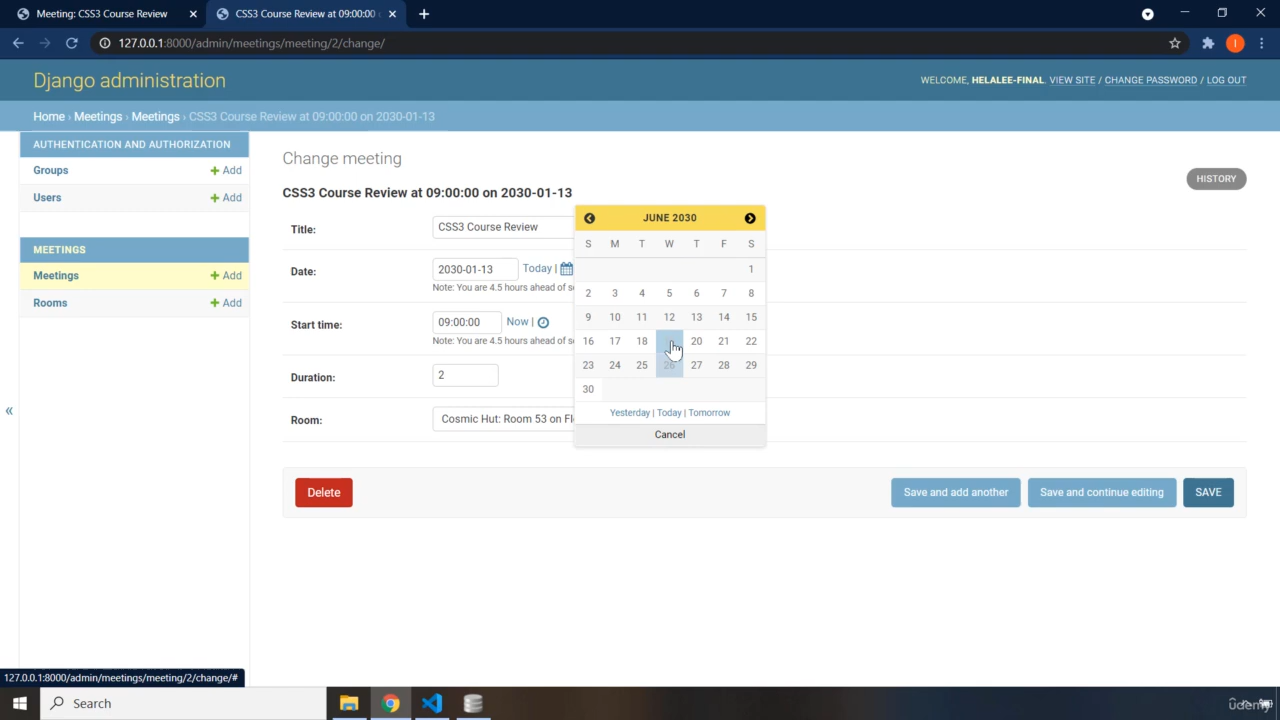 Meeting: CSS3 Course Review
CSS3 Course Review at 09:00:00
127.0.0.1:8000/admin/meetings/meeting/2/change/
Django administration
WELCOME, HELALEE-FINAL. VIEW SITE / CHANGE PASSWORD / LOG OUT
Home › Meetings › Meetings › CSS3 Course Review at 09:00:00 on 2030-01-13
AUTHENTICATION AND AUTHORIZATION
Groups + Add
Users + Add
MEETINGS
Meetings + Add
Rooms + Add
«
Change meeting
HISTORY
CSS3 Course Review at 09:00:00 on 2030-01-13
Title: CSS3 Course Review
Date: 2030-01-13 Today |
Note: You are 4.5 hours ahead of
Start time: 09:00:00 Now |
Note: You are 4.5 hours ahead of
Duration: 2
Room: Cosmic Hut: Room 53 on
JUNE 2030
S M T W T F S
1
2 3 4 5 6 7 8
9 10 11 12 13 14 15
16 17 18 20 21 22
23 24 25 26 27 28 29
30
Yesterday | Today | Tomorrow
Cancel
Delete
Save and add another
Save and continue editing
SAVE
127.0.0.1:8000/admin/meetings/meeting/2/change/#
Search
udemy